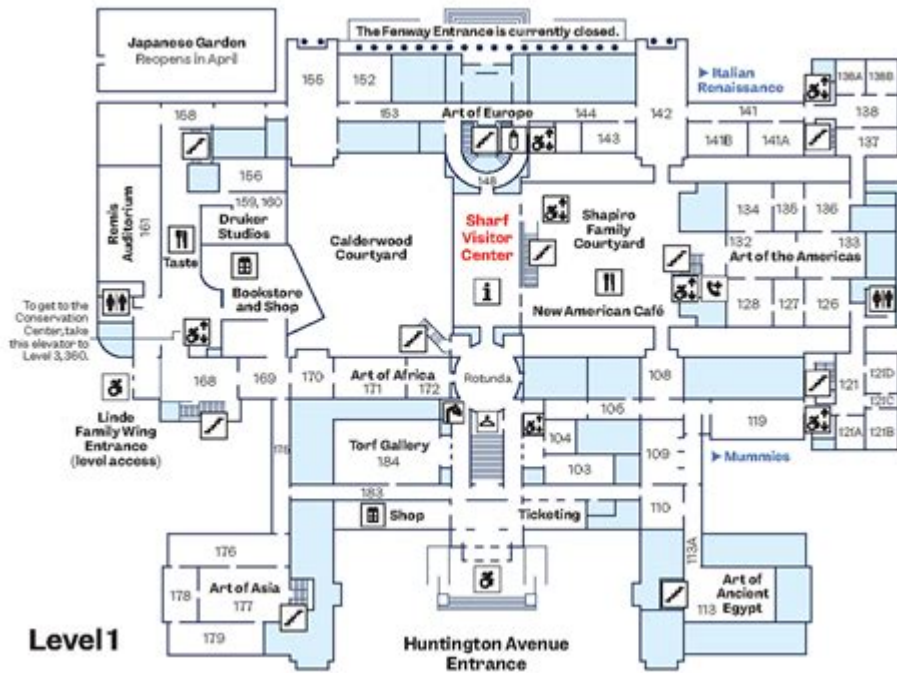 Japanese Garden
Reopens in April
The Fenway Entrance is currently closed.
155
152
153
Art of Europe
144
143
142
Italian
Renaissance
141
141B
141A
138A
138B
138
137
168
156
159, 160
Druker
Studios
Remis
Auditorium
161
Taste
Bookstore
and Shop
Calderwood
Courtyard
148
Sharf
Visitor
Center
Shapiro
Family
Courtyard
New American Café
134
135
136
132
133
Art of the Americas
128
127
126
To get to the
Conservation
Center, take
this elevator to
Level 3, 360.
Linde
Family Wing
Entrance
(level access)
168
169
170
Art of Africa
171
172
Rotunda
108
106
104
103
109
110
119
121
121D
121C
121A
121B
Mummies
Torf Gallery
184
183
Shop
Ticketing
175
176
Art of Asia
177
178
179
113A
Art of
Ancient
Egypt
113
Level 1
Huntington Avenue
Entrance